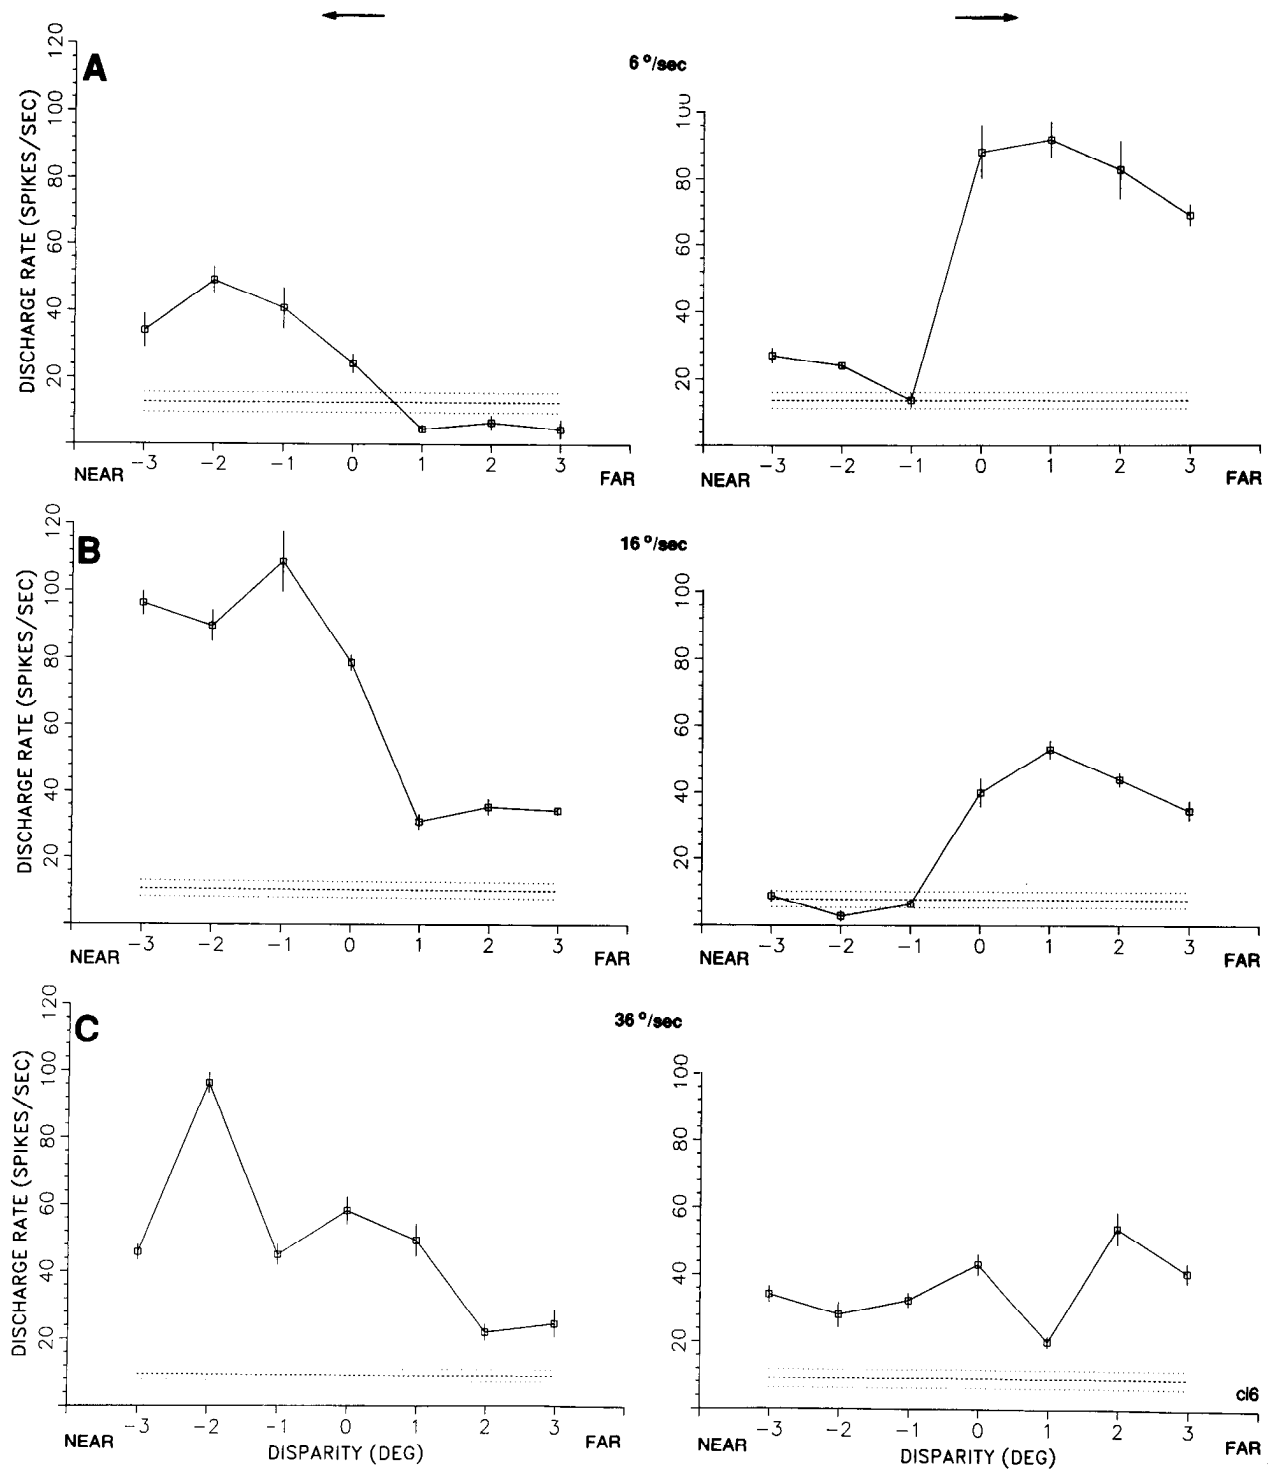 A
6 °/sec
DISCHARGE RATE (SPIKES/SEC)
120
100
80
60
40
20
100
80
60
40
20
-3 -2 -1 0 1 2 3
NEAR FAR
-3 -2 -1 0 1 2 3
NEAR FAR
B
16 °/sec
DISCHARGE RATE (SPIKES/SEC)
120
100
80
60
40
20
100
80
60
40
20
-3 -2 -1 0 1 2 3
NEAR FAR
-3 -2 -1 0 1 2 3
NEAR FAR
C
36 °/sec
DISCHARGE RATE (SPIKES/SEC)
120
100
80
60
40
20
100
80
60
40
20
ci6
-3 -2 -1 0 1 2 3
NEAR DISPARITY (DEG) FAR
-3 -2 -1 0 1 2 3
NEAR DISPARITY (DEG) FAR